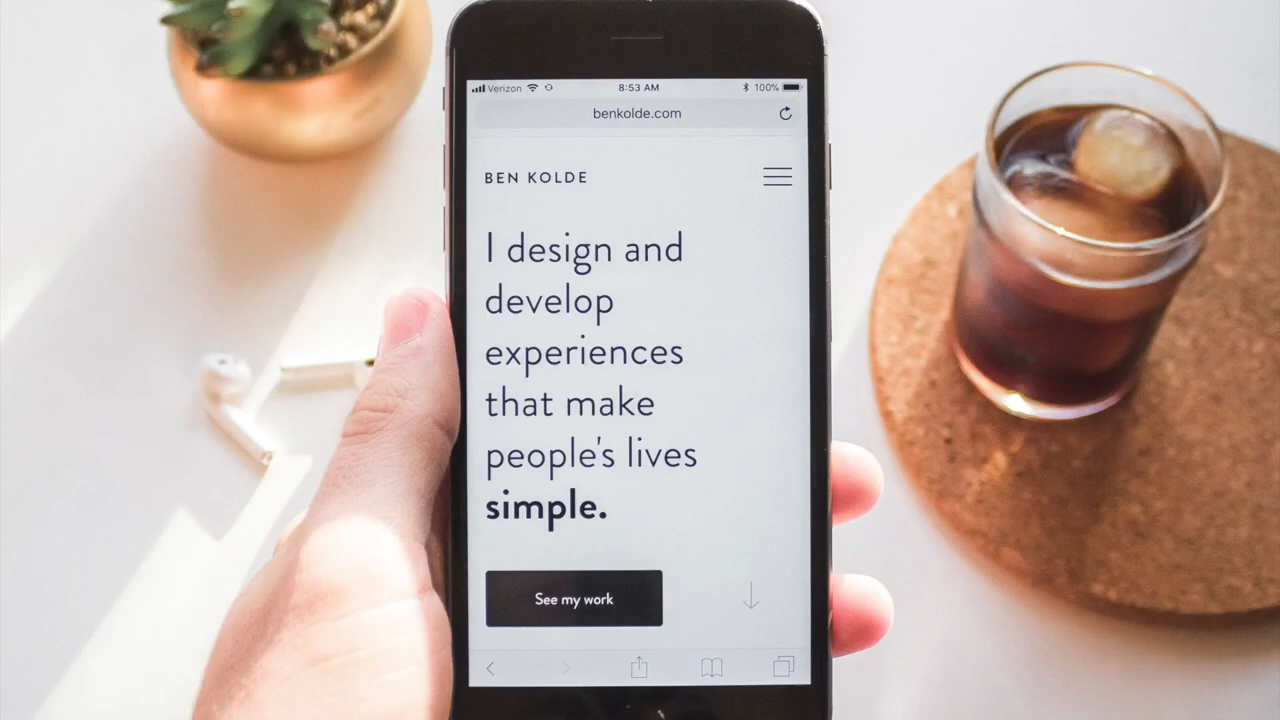 Verizon 8:53 AM 100%
benkolde.com
BEN KOLDE
I design and
develop
experiences
that make
people's lives
simple.
See my work